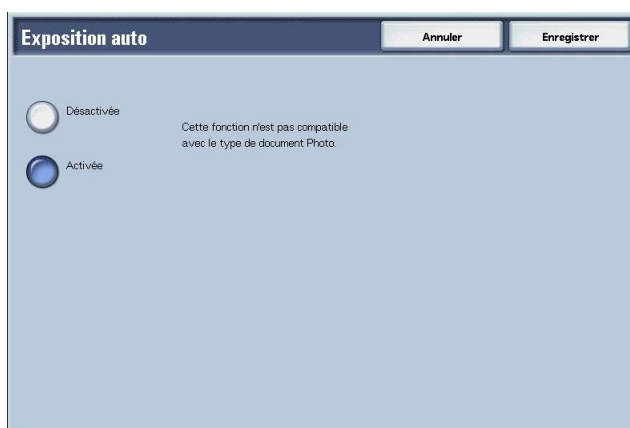 Exposition auto
Annuler
Enregistrer
Désactivée
Cette fonction n'est pas compatible
avec le type de document Photo.
Activée